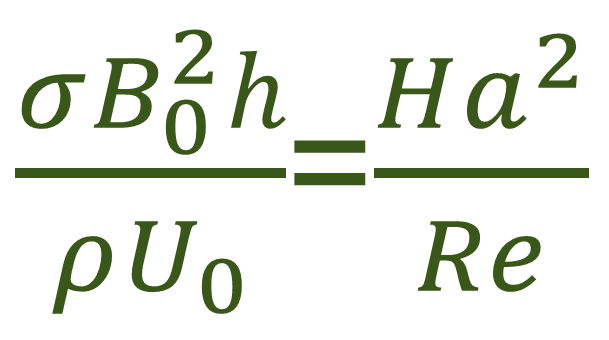 σB₀²h / ρU₀ = Ha² / Re